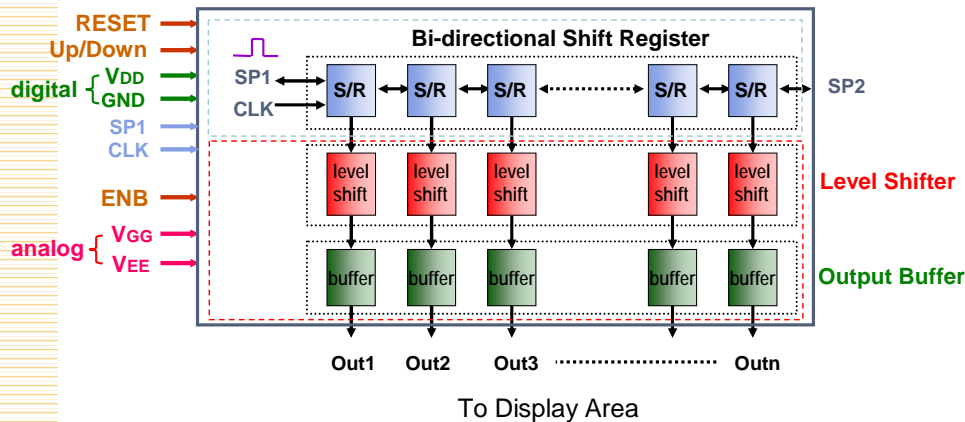 RESET
Up/Down
digital
VDD
GND
SP1
CLK
ENB
analog
VGG
VEE
Bi-directional Shift Register
SP1
CLK
S/R S/R S/R S/R S/R
SP2
level shift level shift level shift level shift level shift
Level Shifter
buffer buffer buffer buffer buffer
Output Buffer
Out1 Out2 Out3 Outn
To Display Area